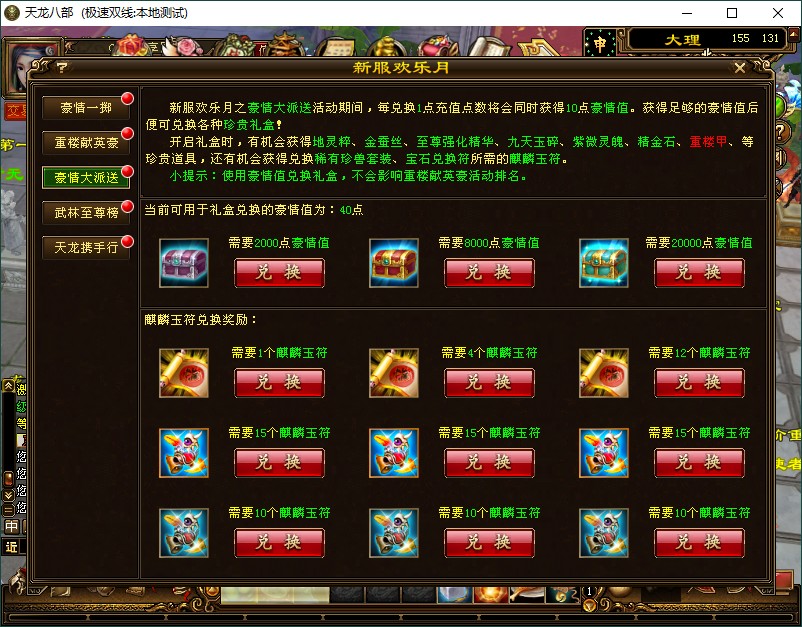 天龙八部 (极速双线:本地测试)
大理
155 131
申
?
新服欢乐月
豪情一掷
重楼献英豪
豪情大派送
武林至尊榜
天龙携手行
新服欢乐月之豪情大派送活动期间，每兑换1点充值点数将会同时获得10点豪情值。获得足够的豪情值后
便可兑换各种珍贵礼盒！
开启礼盒时，有机会获得地灵粹、金蚕丝、至尊强化精华、九天玉碎、紫微灵魄、精金石、重楼甲、等
珍贵道具，还有机会获得兑换稀有珍兽套装、宝石兑换符所需的麒麟玉符。
小提示：使用豪情值兑换礼盒，不会影响重楼献英豪活动排名。
当前可用于礼盒兑换的豪情值为：40点
需要2000点豪情值
兑 换
需要8000点豪情值
兑 换
需要20000点豪情值
兑 换
麒麟玉符兑换奖励：
需要1个麒麟玉符
兑 换
需要4个麒麟玉符
兑 换
需要12个麒麟玉符
兑 换
需要15个麒麟玉符
兑 换
需要15个麒麟玉符
兑 换
需要15个麒麟玉符
兑 换
需要10个麒麟玉符
兑 换
需要10个麒麟玉符
兑 换
需要10个麒麟玉符
兑 换
1